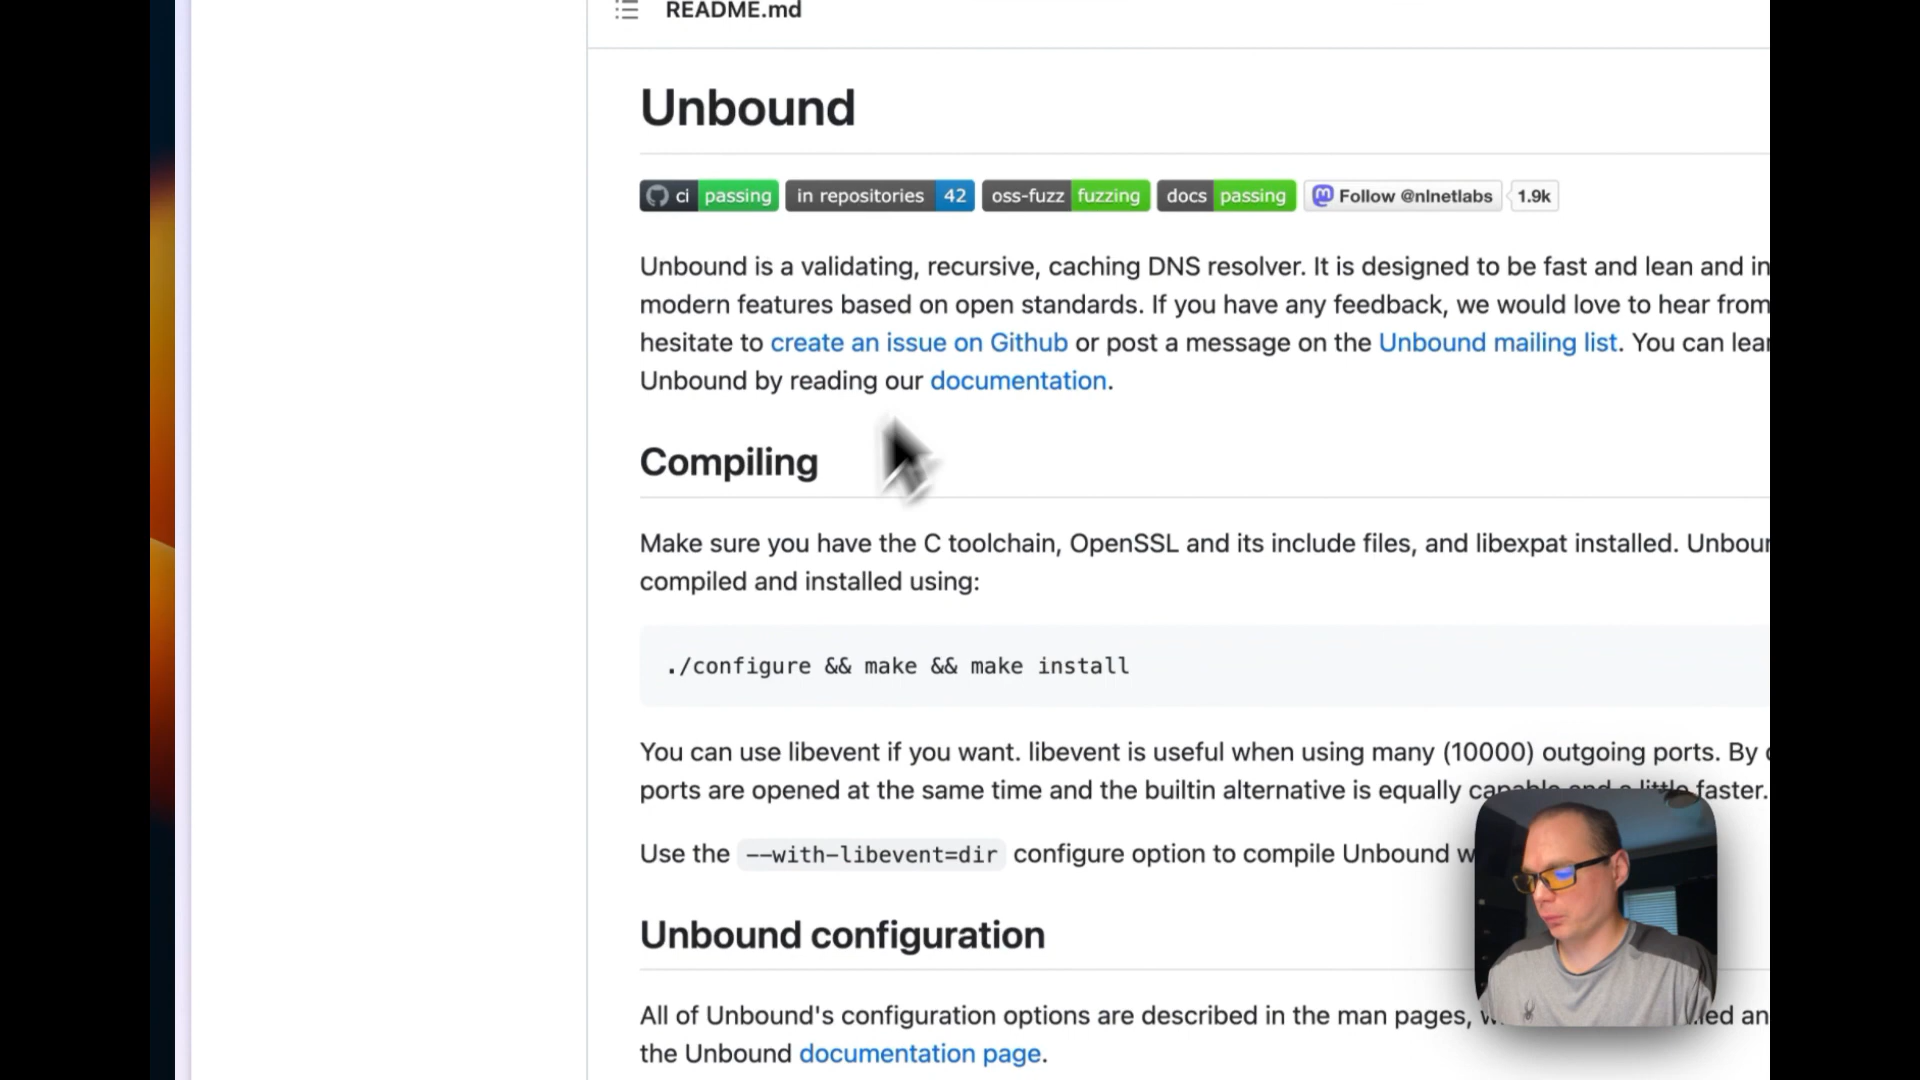 README.md
Unbound
ci passing in repositories 42 oss-fuzz fuzzing docs passing Follow @nlnetlabs 1.9k
Unbound is a validating, recursive, caching DNS resolver. It is designed to be fast and lean and in
modern features based on open standards. If you have any feedback, we would love to hear from
hesitate to create an issue on Github or post a message on the Unbound mailing list. You can lear
Unbound by reading our documentation.
Compiling
Make sure you have the C toolchain, OpenSSL and its include files, and libexpat installed. Unbour
compiled and installed using:
./configure && make && make install
You can use libevent if you want. libevent is useful when using many (10000) outgoing ports. By
ports are opened at the same time and the builtin alternative is equally capable and a little faster.
Use the --with-libevent=dir configure option to compile Unbound w
Unbound configuration
All of Unbound's configuration options are described in the man pages, an
the Unbound documentation page.